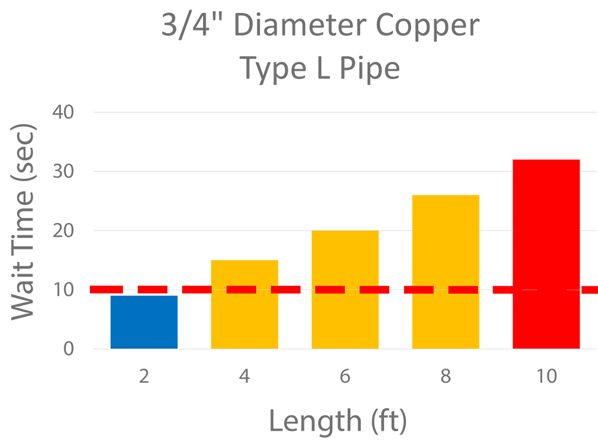 3/4" Diameter Copper
Type L Pipe
Wait Time (sec)
40
30
20
10
0
2 4 6 8 10
Length (ft)